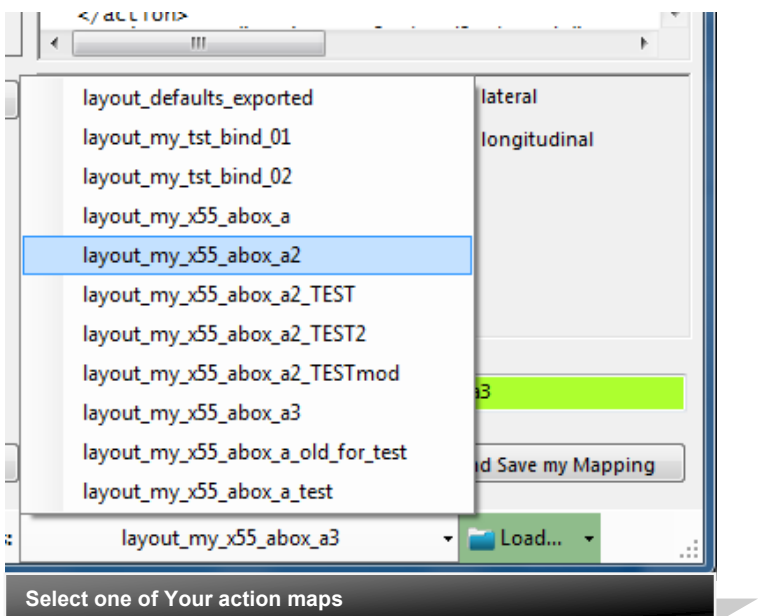 </action>
layout_defaults_exported
lateral
layout_my_tst_bind_01
longitudinal
layout_my_tst_bind_02
layout_my_x55_abox_a
layout_my_x55_abox_a2
layout_my_x55_abox_a2_TEST
layout_my_x55_abox_a2_TEST2
layout_my_x55_abox_a2_TESTmod
a3
layout_my_x55_abox_a3
layout_my_x55_abox_a_old_for_test
Save my Mapping
layout_my_x55_abox_a_test
layout_my_x55_abox_a3
Load...
Select one of Your action maps